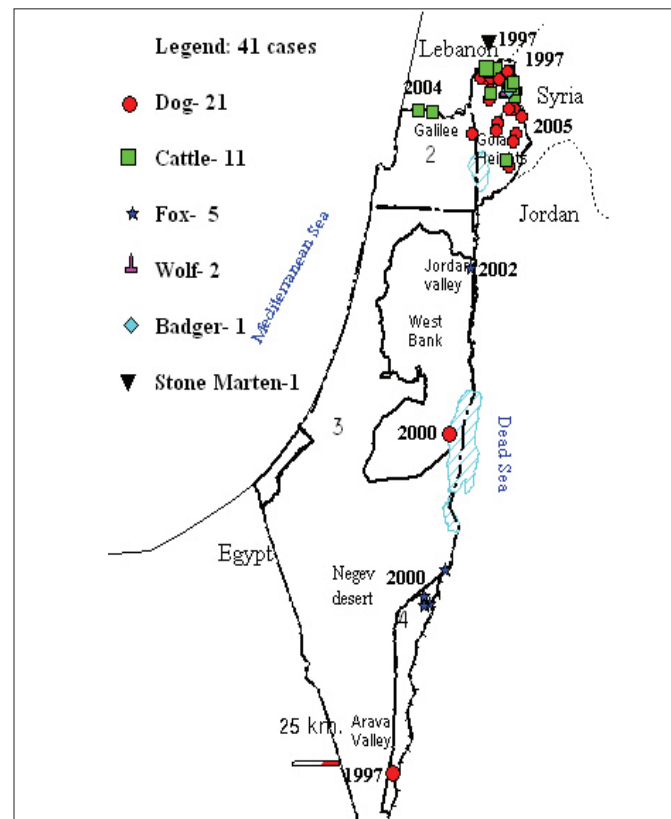 Legend: 41 cases
Dog- 21
Cattle- 11
Fox- 5
Wolf- 2
Badger- 1
Stone Marten-1
1997
Lebanon
1997
2004
Syria
Galilee
2005
Golan
Heights
2
Jordan
Mediterranean Sea
Jordan
valley
2002
West
Bank
3
2000
Dead Sea
Egypt
Negev
desert
2000
4
25 km.
Arava
Valley
1997